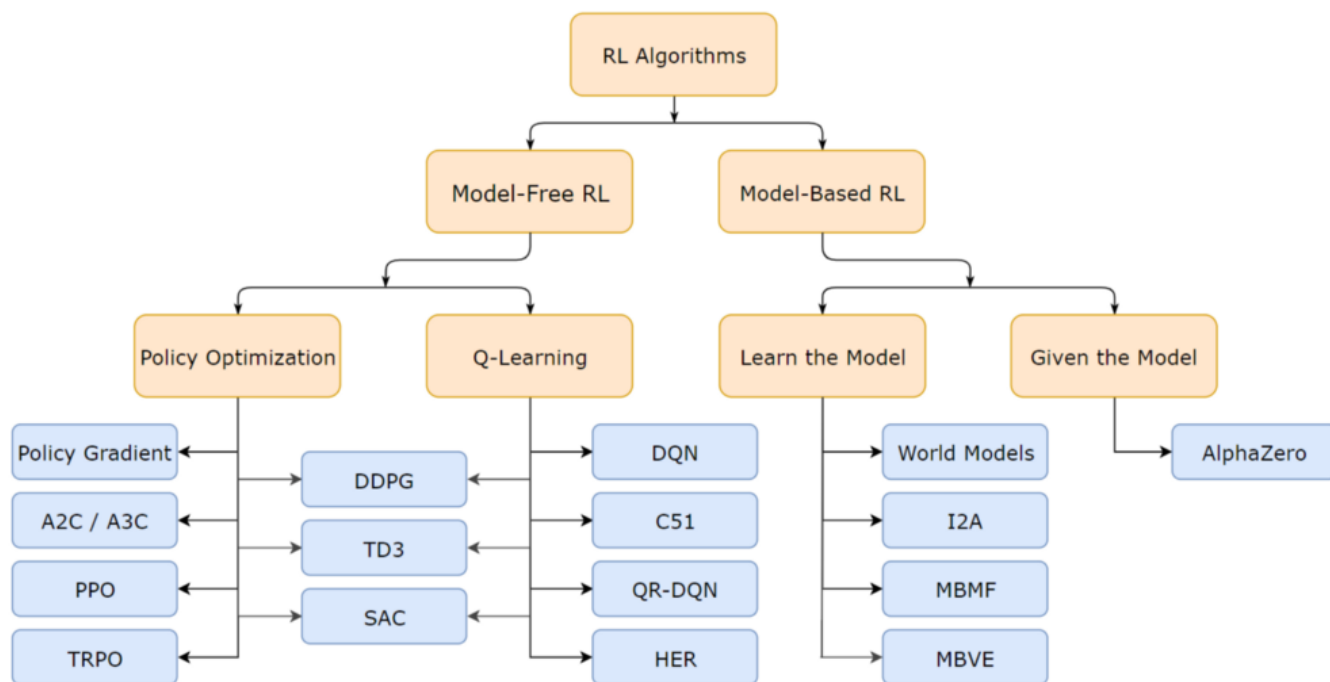 RL Algorithms
Model-Free RL
Model-Based RL
Policy Optimization
Q-Learning
Learn the Model
Given the Model
Policy Gradient
DQN
World Models
AlphaZero
DDPG
A2C / A3C
C51
I2A
TD3
PPO
QR-DQN
MBMF
SAC
TRPO
HER
MBVE